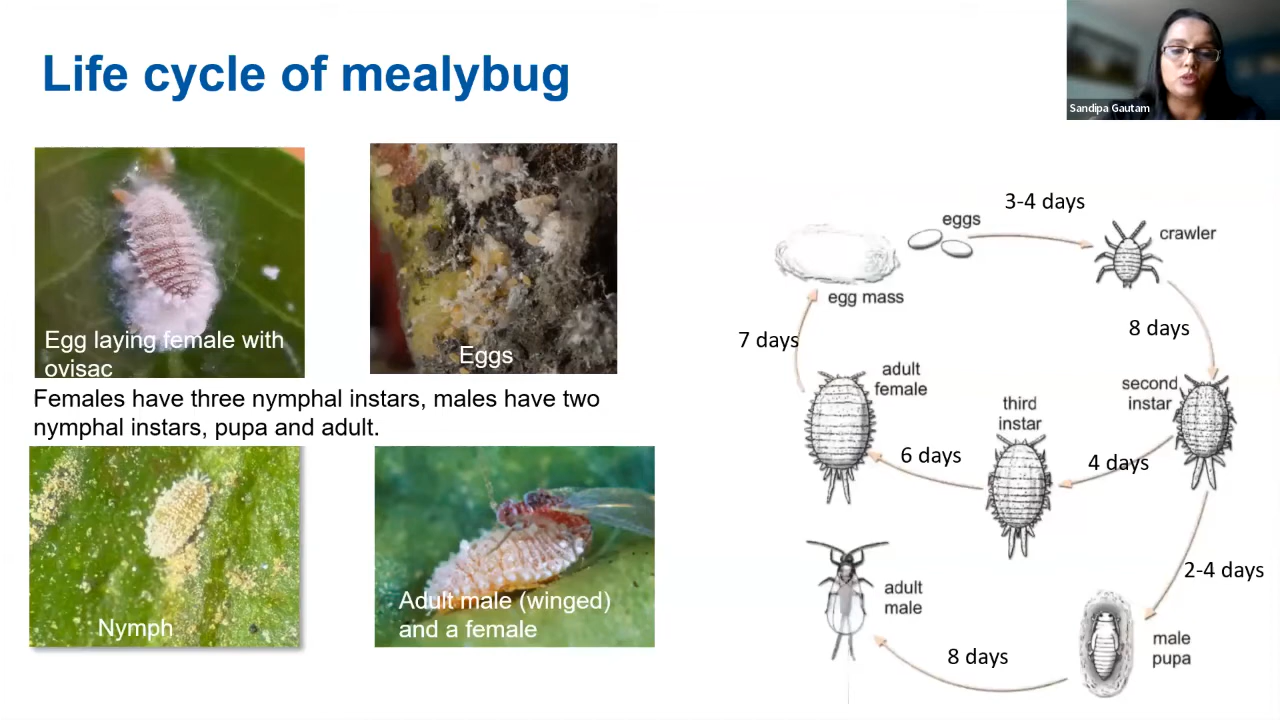 Life cycle of mealybug
Sandipa Gautam
Egg laying female with
ovisac
Eggs
Females have three nymphal instars, males have two
nymphal instars, pupa and adult.
Nymph
Adult male (winged)
and a female
3-4 days
eggs
crawler
egg mass
7 days
8 days
adult
female
second
instar
third
instar
6 days
4 days
2-4 days
adult
male
male
pupa
8 days